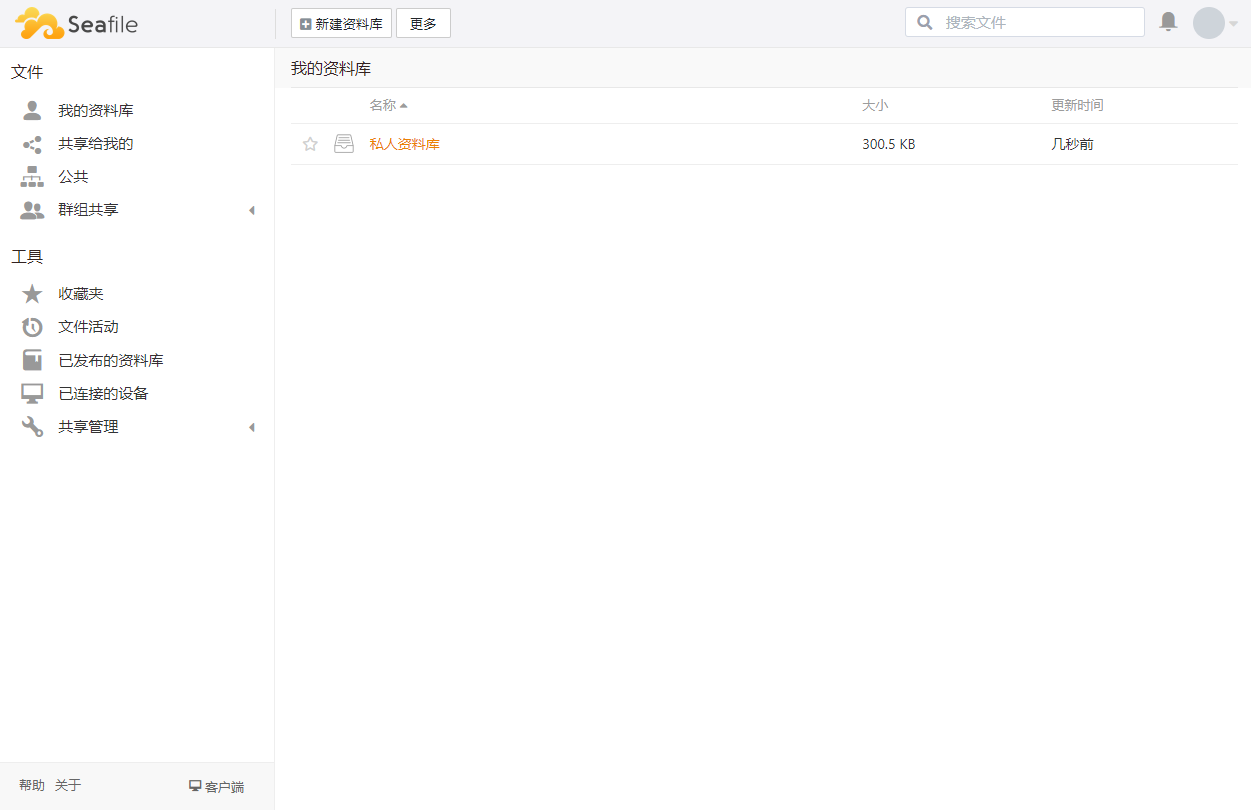 Seafile
新建资料库 更多
搜索文件
文件
我的资料库
共享给我的
公共
群组共享
工具
收藏夹
文件活动
已发布的资料库
已连接的设备
共享管理
帮助 关于 客户端
我的资料库
名称 大小 更新时间
私人资料库 300.5 KB 几秒前